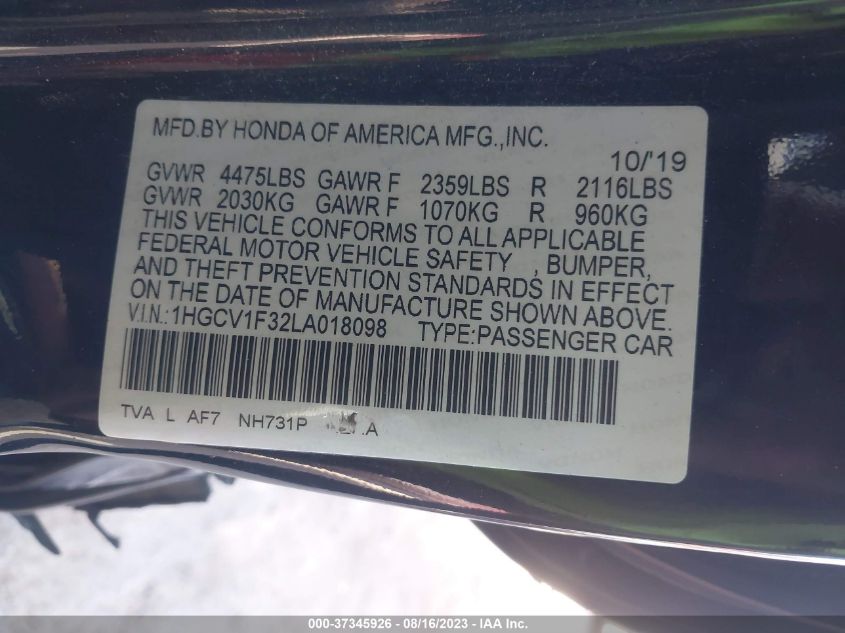 MFD.BY HONDA OF AMERICA MFG.,INC.
10/'19
GVWR 4475LBS GAWR F 2359LBS R 2116LBS
GVWR 2030KG GAWR F 1070KG R 960KG
THIS VEHICLE CONFORMS TO ALL APPLICABLE
FEDERAL MOTOR VEHICLE SAFETY , BUMPER,
AND THEFT PREVENTION STANDARDS IN EFFECT
ON THE DATE OF MANUFACTURE SHOWN ABOVE.
V.I.N.:1HGCV1F32LA018098 TYPE:PASSENGER CAR
TVA L AF7 NH731P
000-37345926 - 08/16/2023 - © IAA Inc.